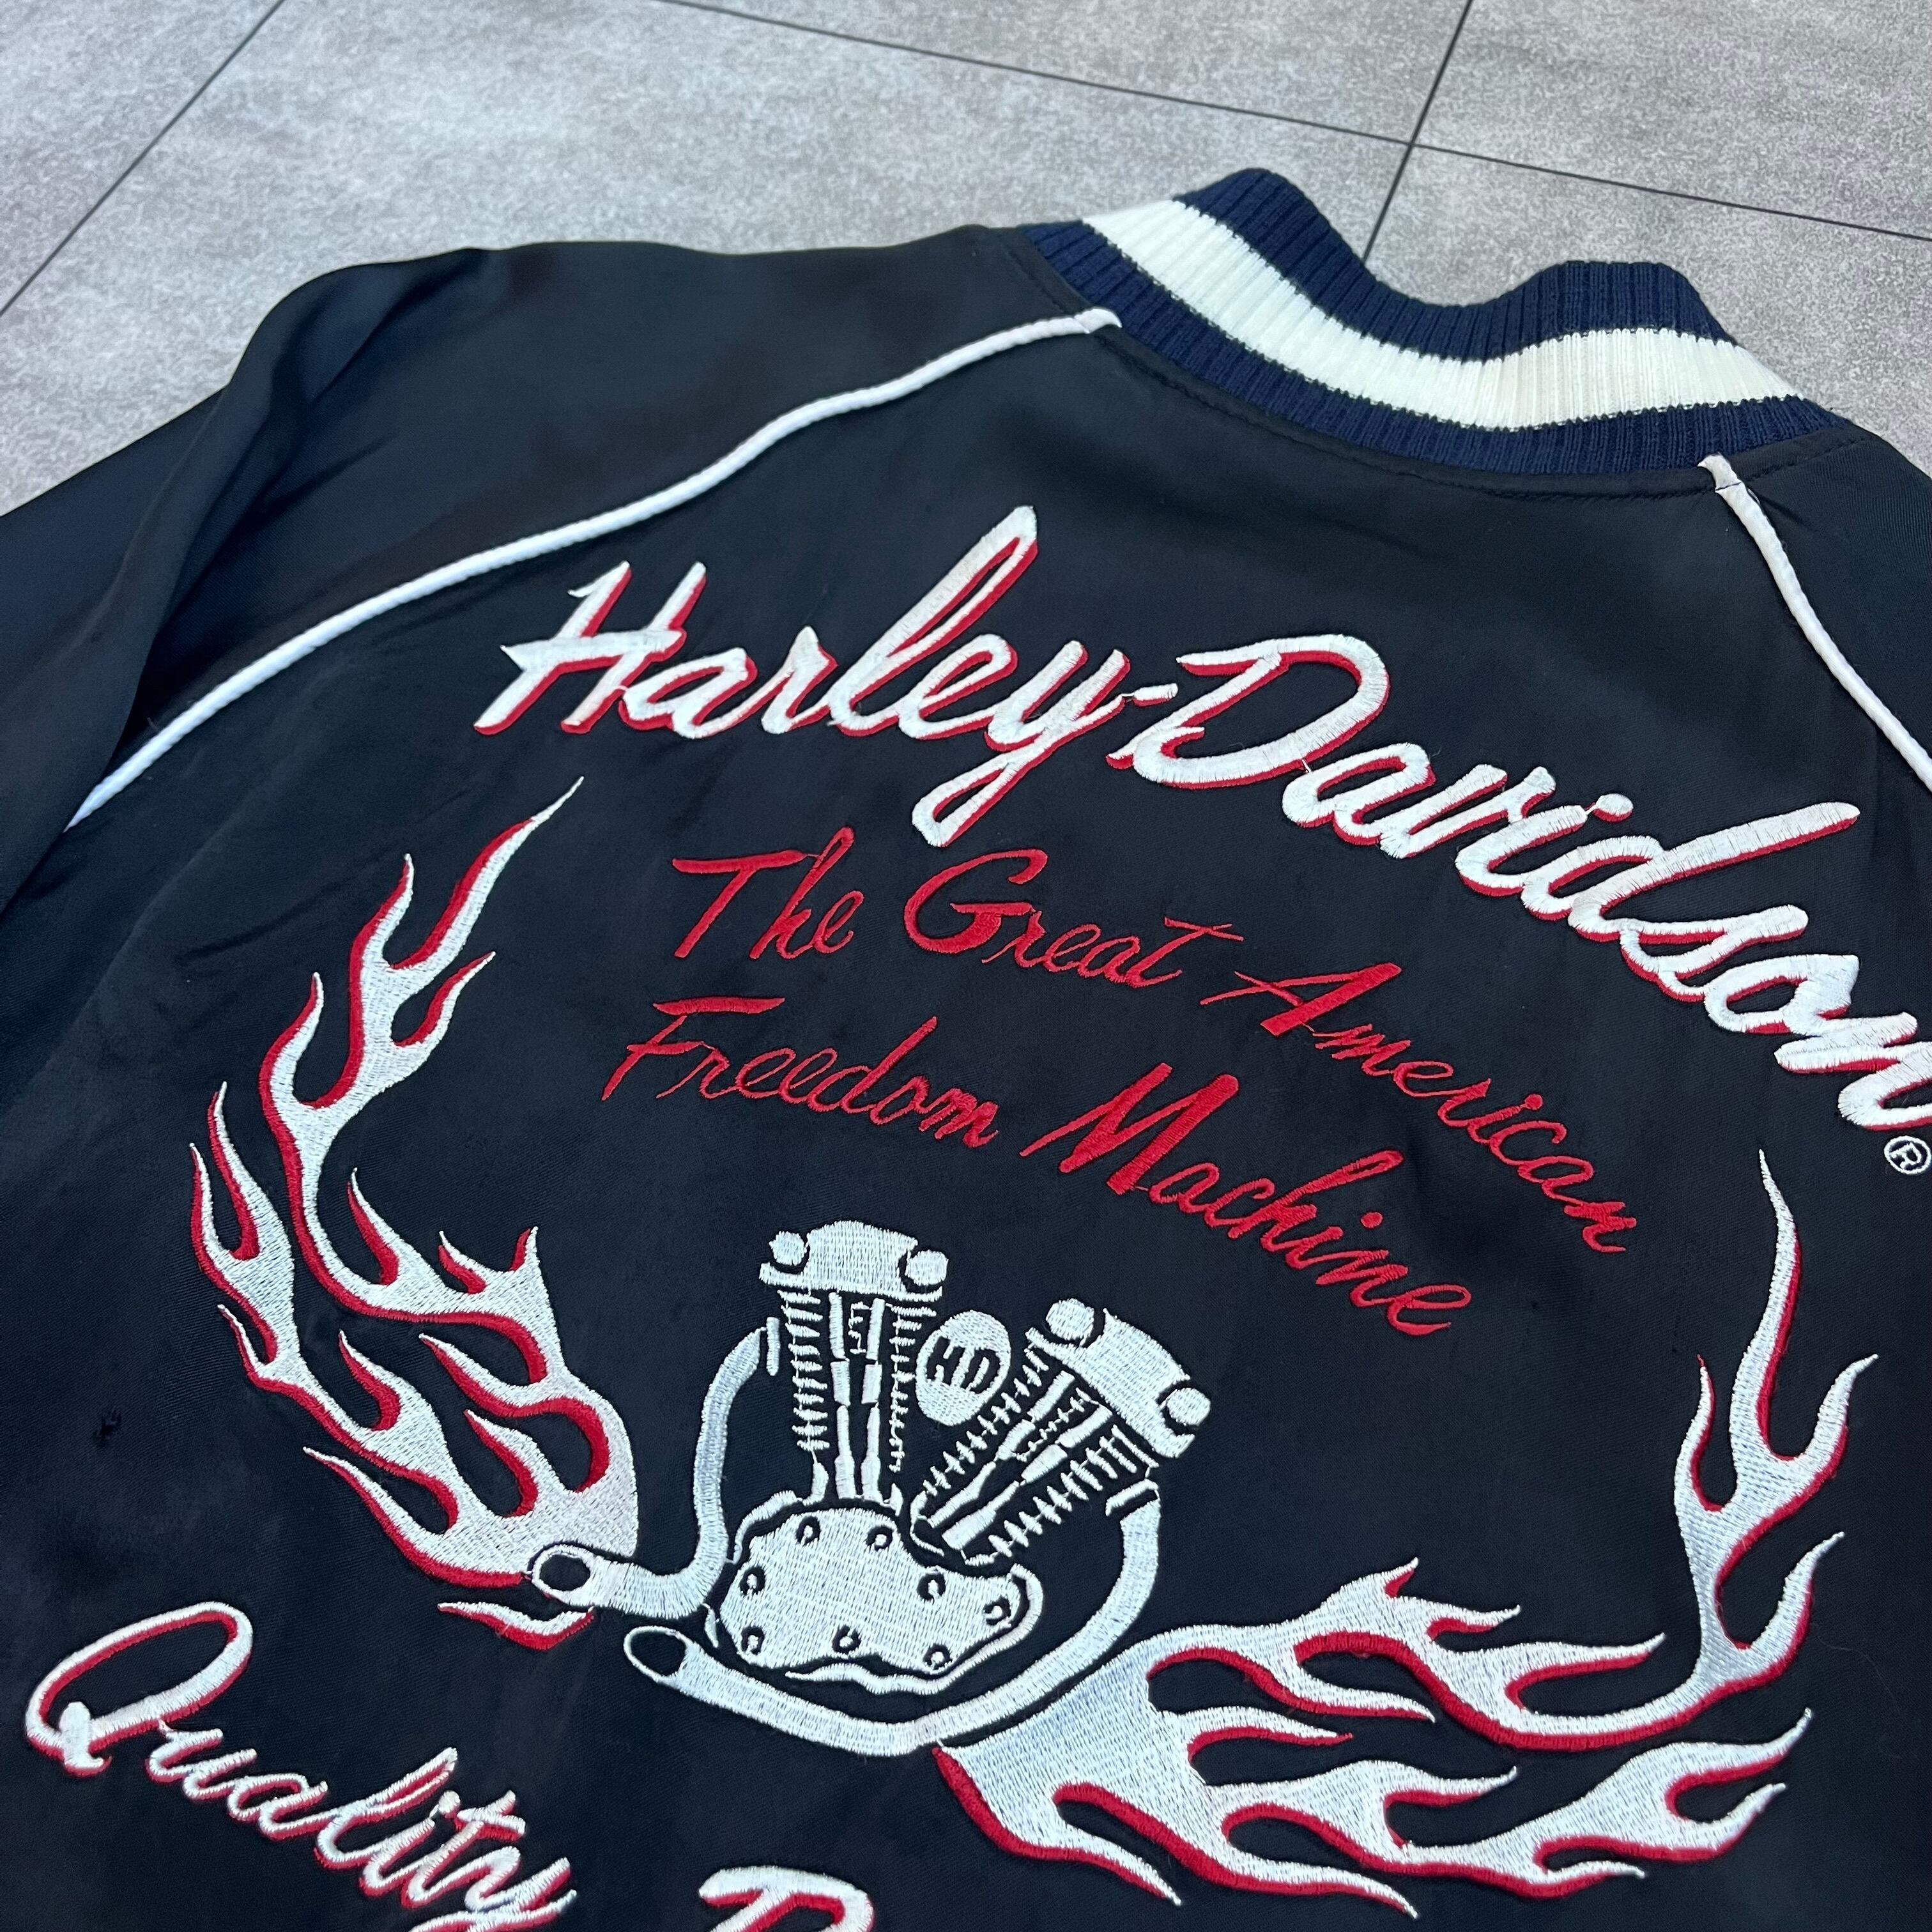 Harley-Davidson
®
The Great American
Freedom Machine
HD
Quality